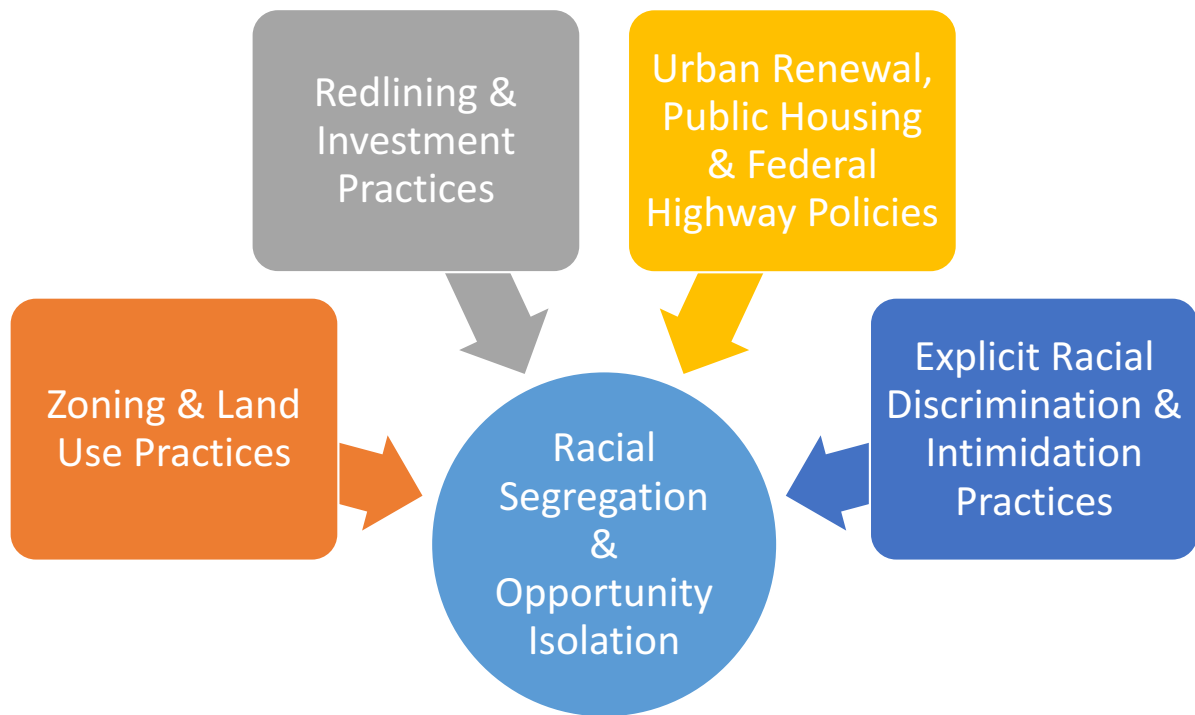 Redlining &
Investment
Practices
Urban Renewal,
Public Housing
& Federal
Highway Policies
Zoning & Land
Use Practices
Explicit Racial
Discrimination &
Intimidation
Practices
Racial
Segregation
&
Opportunity
Isolation